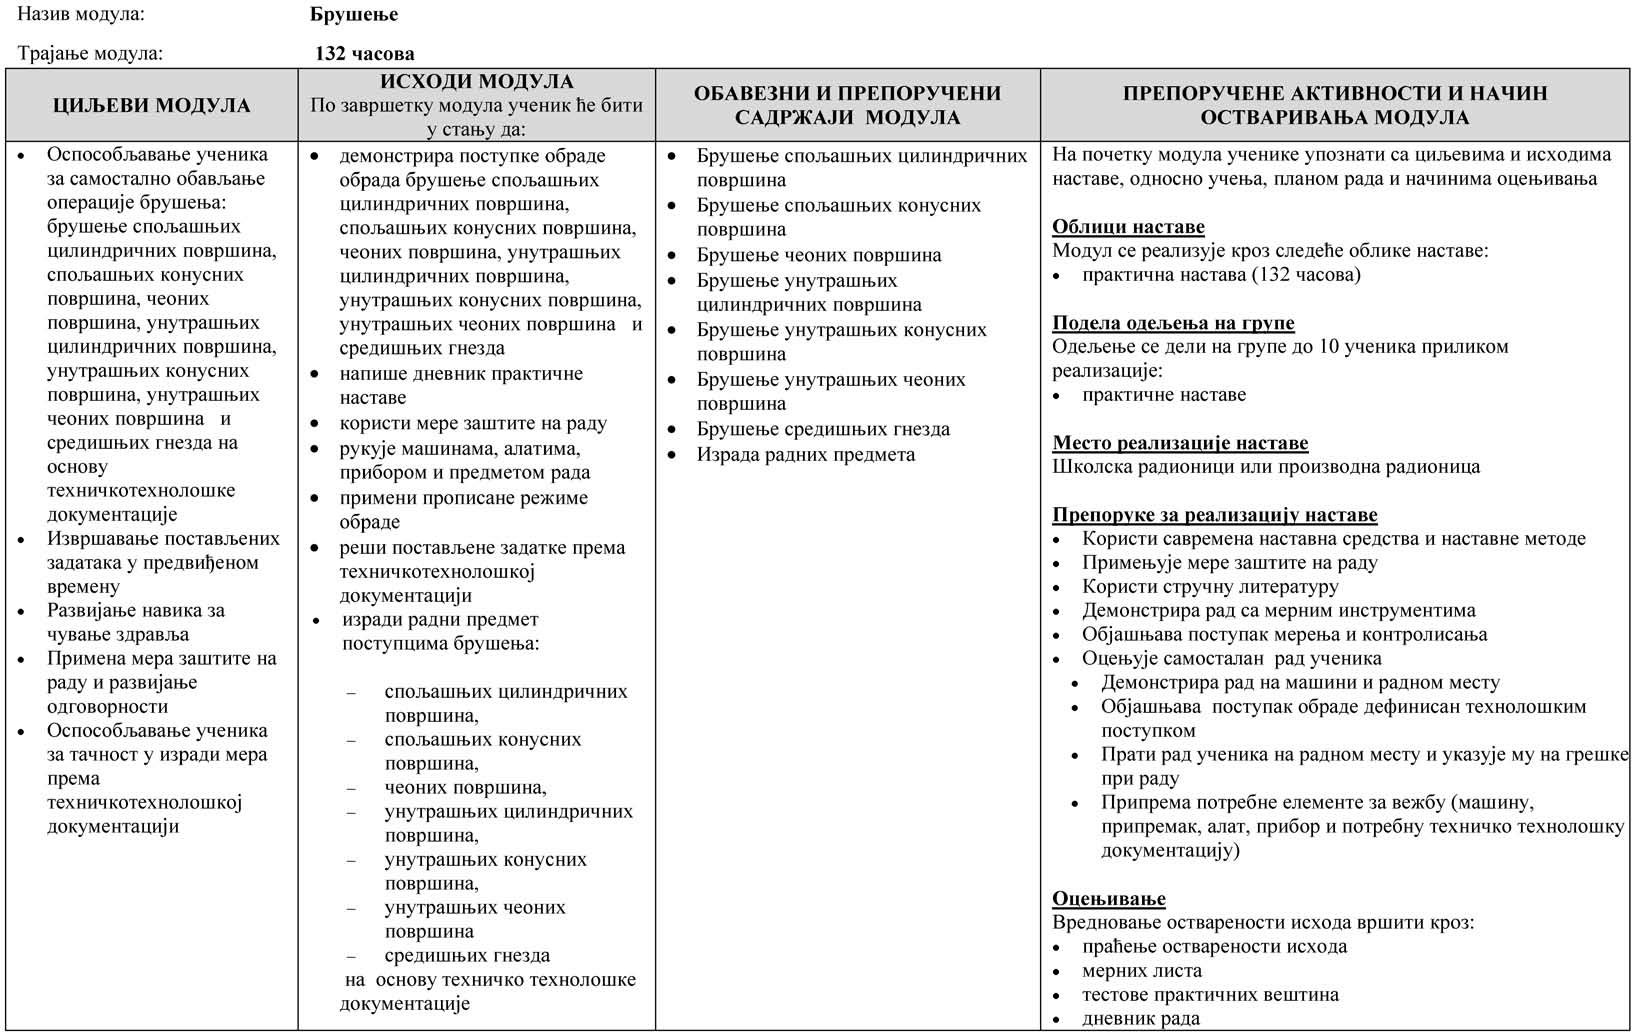 Назив модула: Брушење
Трајање модула: 132 часова
ЦИЉЕВИ МОДУЛА
ИСХОДИ МОДУЛА
По завршетку модула ученик ће бити
у стању да:
ОБАВЕЗНИ И ПРЕПОРУЧЕНИ
САДРЖАЈИ МОДУЛА
ПРЕПОРУЧЕНЕ АКТИВНОСТИ И НАЧИН
ОСТВАРИВАЊА МОДУЛА
• Оспособљавање ученика
за самостално обављање
операције брушења:
брушење спољашњих
цилиндричних површина,
спољашњих конусних
површина, чеоних
површина, унутрашњих
цилиндричних површина,
унутрашњих конусних
површина, унутрашњих
чеоних површина и
средишњих гнезда на
основу
техничкотехнолошке
документације
• Извршавање постављених
задатака у предвиђеном
времену
• Развијање навика за
чување здравља
• Примена мера заштите на
раду и развијање
одговорности
• Оспособљавање ученика
за тачност у изради мера
према
техничкотехнолошкој
документацији
• демонстрира поступке обраде
обрада брушење спољашњих
цилиндричних површина,
спољашњих конусних површина,
чеоних површина, унутрашњих
цилиндричних површина,
унутрашњих конусних површина,
унутрашњих чеоних површина и
средишњих гнезда
• напише дневник практичне
наставе
• користи мере заштите на раду
• рукује машинама, алатима,
прибором и предметом рада
• примени прописане режиме
обраде
• реши постављене задатке према
техничкотехнолошкој
документацији
• изради радни предмет
поступцима брушења:
– спољашњих цилиндричних
површина,
– спољашњих конусних
површина,
– чеоних површина,
– унутрашњих цилиндричних
површина,
– унутрашњих конусних
површина,
– унутрашњих чеоних
површина
– средишњих гнезда
на основу техничко технолошке
документације
• Брушење спољашњих цилиндричних
површина
• Брушење спољашњих конусних
површина
• Брушење чеоних површина
• Брушење унутрашњих
цилиндричних површина
• Брушење унутрашњих конусних
површина
• Брушење унутрашњих чеоних
површина
• Брушење средишњих гнезда
• Израда радних предмета
На почетку модула ученике упознати са циљевима и исходима
наставе, односно учења, планом рада и начинима оцењивања
Облици наставе
Модул се реализује кроз следеће облике наставе:
• практична настава (132 часова)
Подела одељења на групе
Одељење се дели на групе до 10 ученика приликом
реализације:
• практичне наставе
Место реализације наставе
Школска радионици или производна радионица
Препоруке за реализацију наставе
• Користи савремена наставна средства и наставне методе
• Примењује мере заштите на раду
• Користи стручну литературу
• Демонстрира рад са мерним инструментима
• Објашњава поступак мерења и контролисања
• Оцењује самосталан рад ученика
• Демонстрира рад на машини и радном месту
• Објашњава поступак обраде дефинисан технолошким
поступком
• Прати рад ученика на радном месту и указује му на грешке
при раду
• Припрема потребне елементе за вежбу (машину,
припремак, алат, прибор и потребну техничко технолошку
документацију)
Оцењивање
Вредновање остварености исхода вршити кроз:
• праћење остварености исхода
• мерних листа
• тестове практичних вештина
• дневник рада